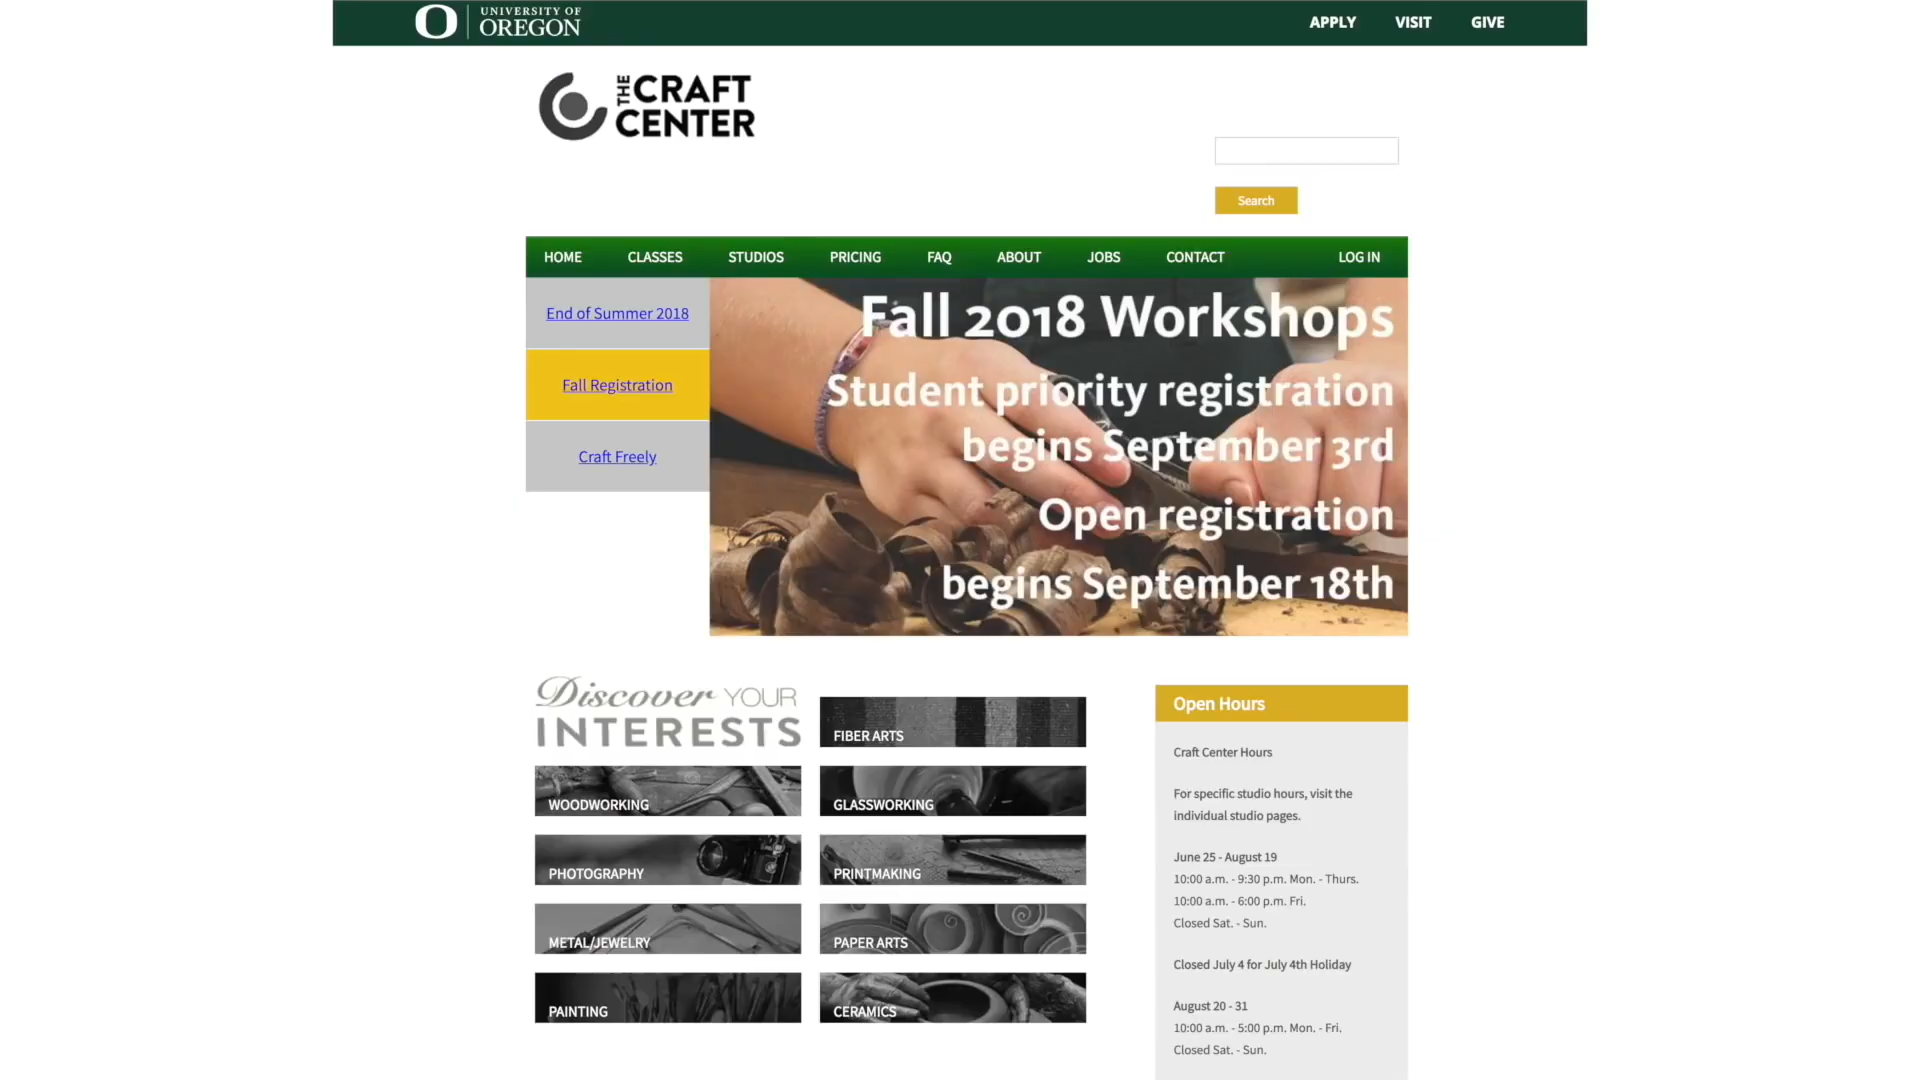 UNIVERSITY OF
OREGON
APPLY
VISIT
GIVE
THE CRAFT
CENTER
Search
HOME
CLASSES
STUDIOS
PRICING
FAQ
ABOUT
JOBS
CONTACT
LOG IN
End of Summer 2018
Fall Registration
Craft Freely
Fall 2018 Workshops
Student priority registration
begins September 3rd
Open registration
begins September 18th
Discover YOUR
INTERESTS
FIBER ARTS
WOODWORKING
GLASSWORKING
PHOTOGRAPHY
PRINTMAKING
METAL/JEWELRY
PAPER ARTS
PAINTING
CERAMICS
Open Hours
Craft Center Hours
For specific studio hours, visit the
individual studio pages.
June 25 - August 19
10:00 a.m. - 9:30 p.m. Mon. - Thurs.
10:00 a.m. - 6:00 p.m. Fri.
Closed Sat. - Sun.
Closed July 4 for July 4th Holiday
August 20 - 31
10:00 a.m. - 5:00 p.m. Mon. - Fri.
Closed Sat. - Sun.